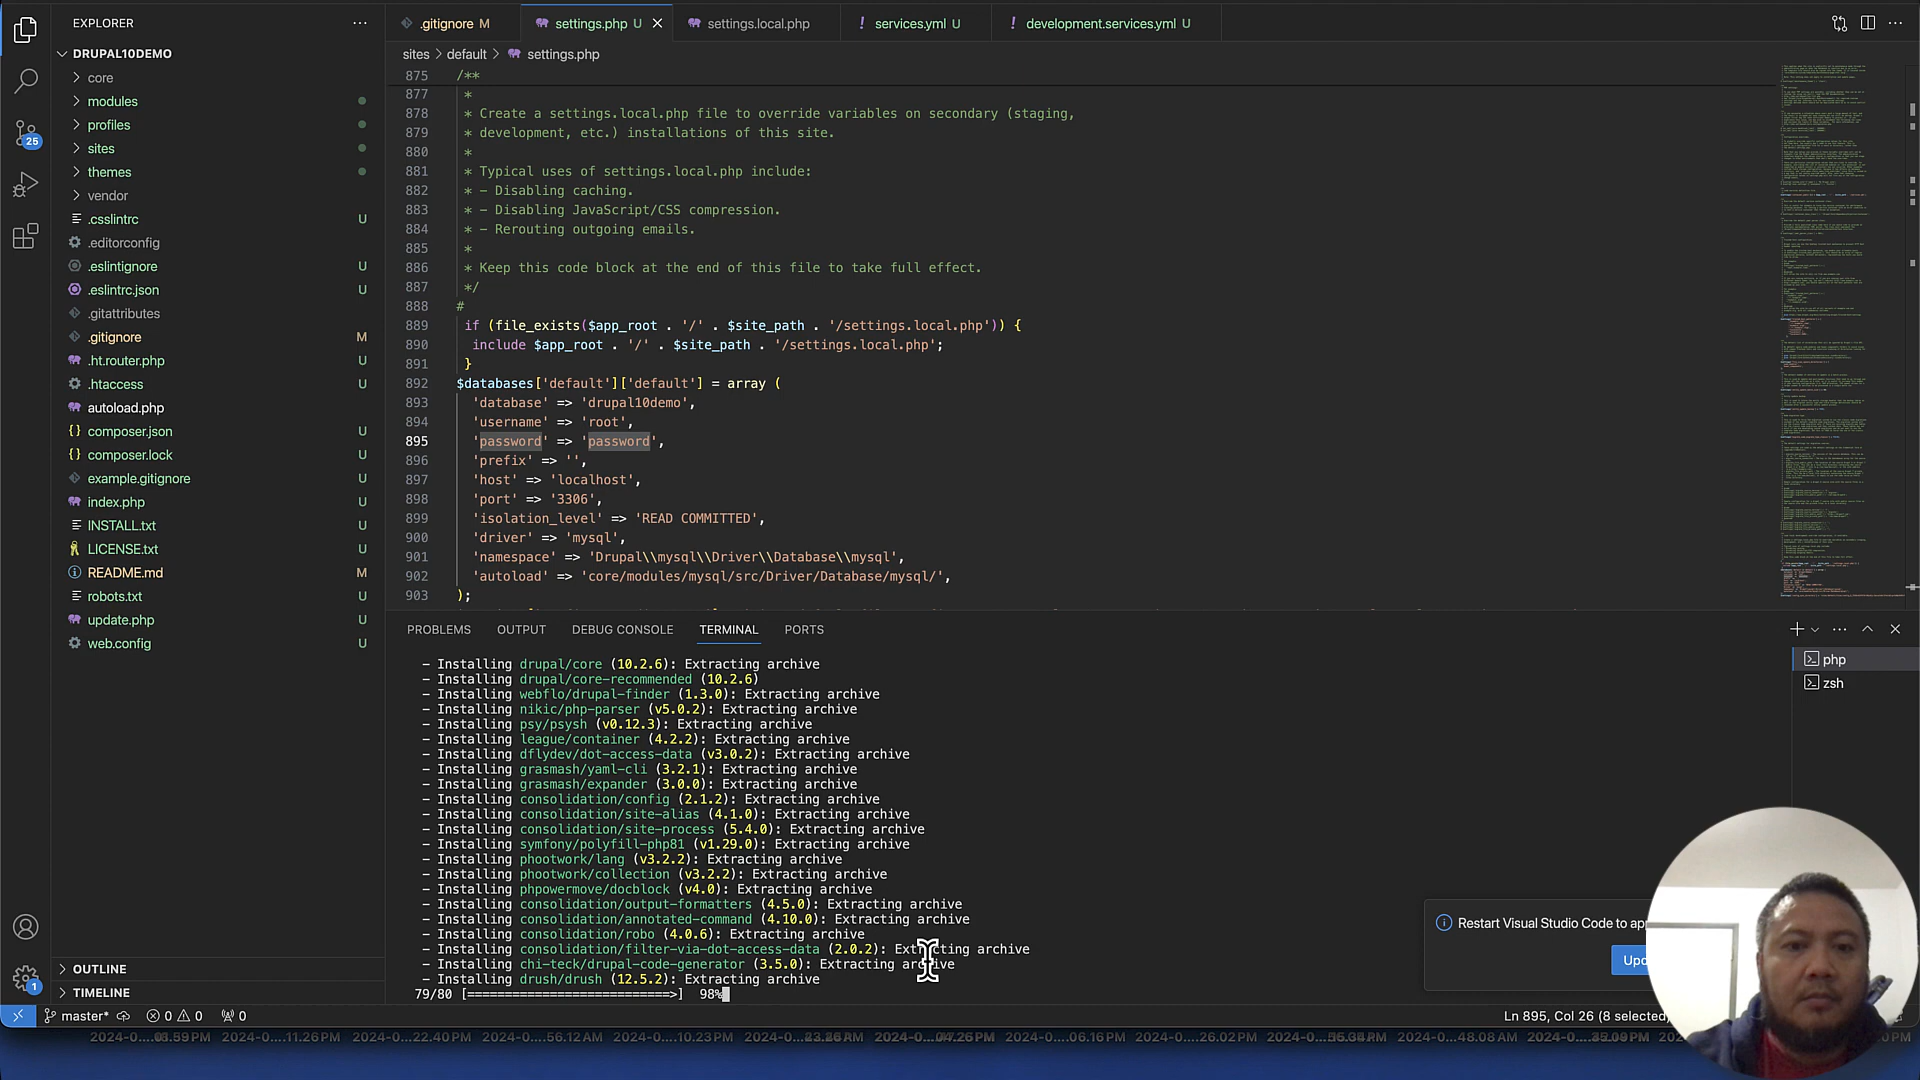 EXPLORER
DRUPAL10DEMO
core
modules
profiles
sites
themes
vendor
.csslintrc U
.editorconfig
.eslintignore U
.eslintrc.json U
.gitattributes
.gitignore M
.ht.router.php U
.htaccess U
autoload.php U
composer.json U
composer.lock U
example.gitignore U
index.php U
INSTALL.txt U
LICENSE.txt U
README.md M
robots.txt U
update.php U
web.config U
OUTLINE
TIMELINE
25
1
.gitignore M settings.php U settings.local.php services.yml U development.services.yml U
sites > default > settings.php
875 /**
877 *
878 * Create a settings.local.php file to override variables on secondary (staging,
879 * development, etc.) installations of this site.
880 *
881 * Typical uses of settings.local.php include:
882 * - Disabling caching.
883 * - Disabling JavaScript/CSS compression.
884 * - Rerouting outgoing emails.
885 *
886 * Keep this code block at the end of this file to take full effect.
887 */
888 #
889 if (file_exists($app_root . '/' . $site_path . '/settings.local.php')) {
890 include $app_root . '/' . $site_path . '/settings.local.php';
891 }
892 $databases['default']['default'] = array (
893 'database' => 'drupal10demo',
894 'username' => 'root',
895 'password' => 'password',
896 'prefix' => '',
897 'host' => 'localhost',
898 'port' => '3306',
899 'isolation_level' => 'READ COMMITTED',
900 'driver' => 'mysql',
901 'namespace' => 'Drupal\\mysql\\Driver\\Database\\mysql',
902 'autoload' => 'core/modules/mysql/src/Driver/Database/mysql/',
903 );
PROBLEMS OUTPUT DEBUG CONSOLE TERMINAL PORTS
- Installing drupal/core (10.2.6): Extracting archive
- Installing drupal/core-recommended (10.2.6)
- Installing webflo/drupal-finder (1.3.0): Extracting archive
- Installing nikic/php-parser (v5.0.2): Extracting archive
- Installing psy/psysh (v0.12.3): Extracting archive
- Installing league/container (4.2.2): Extracting archive
- Installing dflydev/dot-access-data (v3.0.2): Extracting archive
- Installing grasmash/yaml-cli (3.2.1): Extracting archive
- Installing grasmash/expander (3.0.0): Extracting archive
- Installing consolidation/config (2.1.2): Extracting archive
- Installing consolidation/site-alias (4.1.0): Extracting archive
- Installing consolidation/site-process (5.4.0): Extracting archive
- Installing symfony/polyfill-php81 (v1.29.0): Extracting archive
- Installing phootwork/lang (v3.2.2): Extracting archive
- Installing phootwork/collection (v3.2.2): Extracting archive
- Installing phpowermove/docblock (v4.0): Extracting archive
- Installing consolidation/output-formatters (4.5.0): Extracting archive
- Installing consolidation/annotated-command (4.10.0): Extracting archive
- Installing consolidation/robo (4.0.6): Extracting archive
- Installing consolidation/filter-via-dot-access-data (2.0.2): Extracting archive
- Installing chi-teck/drupal-code-generator (3.5.0): Extracting archive
- Installing drush/drush (12.5.2): Extracting archive
79/80 [===========================>] 98%
php
zsh
Restart Visual Studio Code to
master* 0 0 0
Ln 895, Col 26 (8 selected)